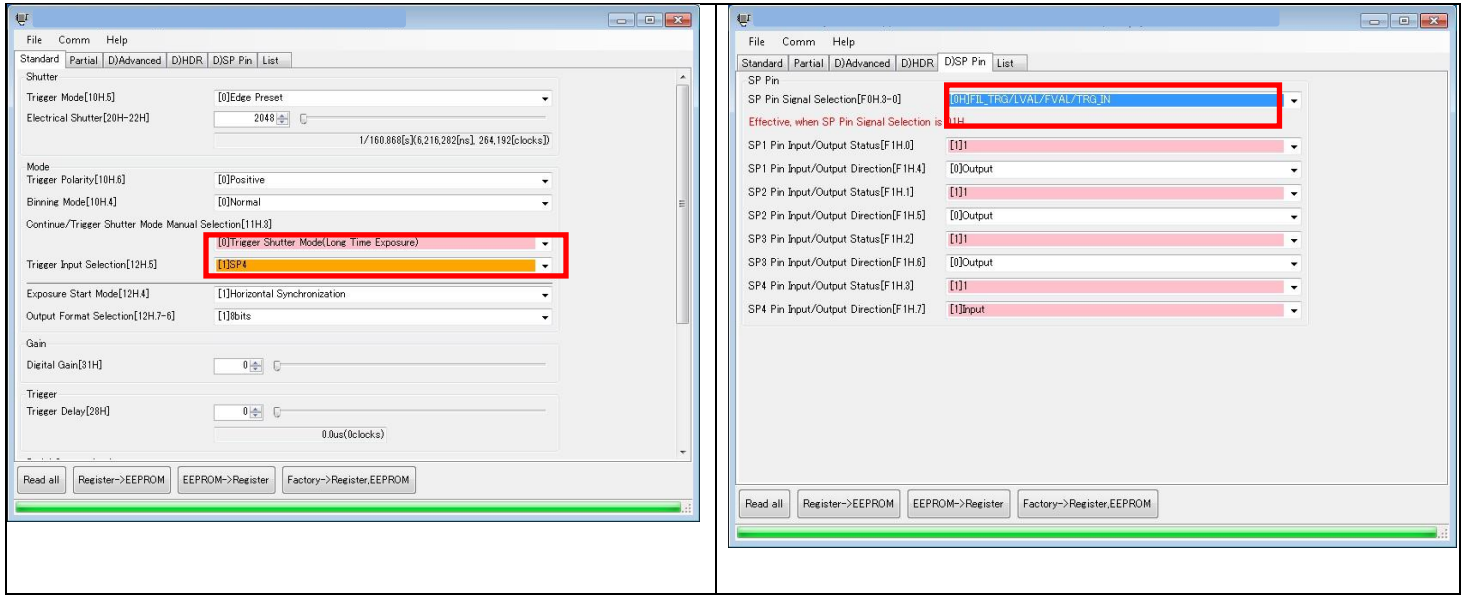 File Comm Help
Standard Partial D)Advanced D)HDR D)SP Pin List
Shutter
Trigger Mode[10H.5] [0]Edge Preset
Electrical Shutter[20H-22H] 2048
1/160.868[s](6,216,282[ns], 264,192[clocks])
Mode
Trigger Polarity[10H.6] [0]Positive
Binning Mode[10H.4] [0]Normal
Continue/Trigger Shutter Mode Manual Selection[11H.3]
[0]Trigger Shutter Mode(Long Time Exposure)
Trigger Input Selection[12H.5] [1]SP4
Exposure Start Mode[12H.4] [1]Horizontal Synchronization
Output Format Selection[12H.7-6] [1]8bits
Gain
Digital Gain[31H] 0
Trigger
Trigger Delay[28H] 0
0.0us(0clocks)
Read all Register->EEPROM EEPROM->Register Factory->Register,EEPROM
File Comm Help
Standard Partial D)Advanced D)HDR D)SP Pin List
SP Pin
SP Pin Signal Selection[F0H.3-0] [0H]FIL_TRG/LVAL/FVAL/TRG_IN
Effective, when SP Pin Signal Selection is 01H
SP1 Pin Input/Output Status[F1H.0] [1]1
SP1 Pin Input/Output Direction[F1H.4] [0]Output
SP2 Pin Input/Output Status[F1H.1] [1]1
SP2 Pin Input/Output Direction[F1H.5] [0]Output
SP3 Pin Input/Output Status[F1H.2] [1]1
SP3 Pin Input/Output Direction[F1H.6] [0]Output
SP4 Pin Input/Output Status[F1H.3] [1]1
SP4 Pin Input/Output Direction[F1H.7] [1]Input
Read all Register->EEPROM EEPROM->Register Factory->Register,EEPROM